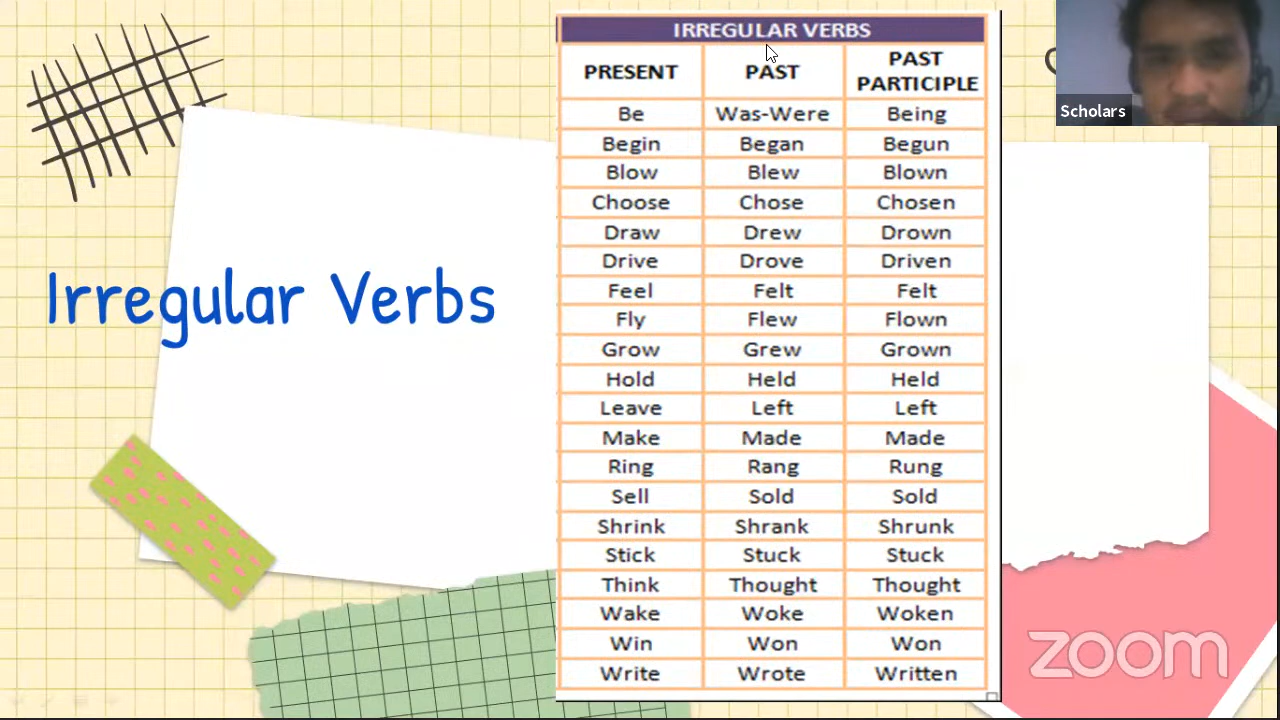 Irregular Verbs
IRREGULAR VERBS
PRESENT PAST PAST PARTICIPLE
Be Was-Were Being
Begin Began Begun
Blow Blew Blown
Choose Chose Chosen
Draw Drew Drown
Drive Drove Driven
Feel Felt Felt
Fly Flew Flown
Grow Grew Grown
Hold Held Held
Leave Left Left
Make Made Made
Ring Rang Rung
Sell Sold Sold
Shrink Shrank Shrunk
Stick Stuck Stuck
Think Thought Thought
Wake Woke Woken
Win Won Won
Write Wrote Written
Scholars
zoom